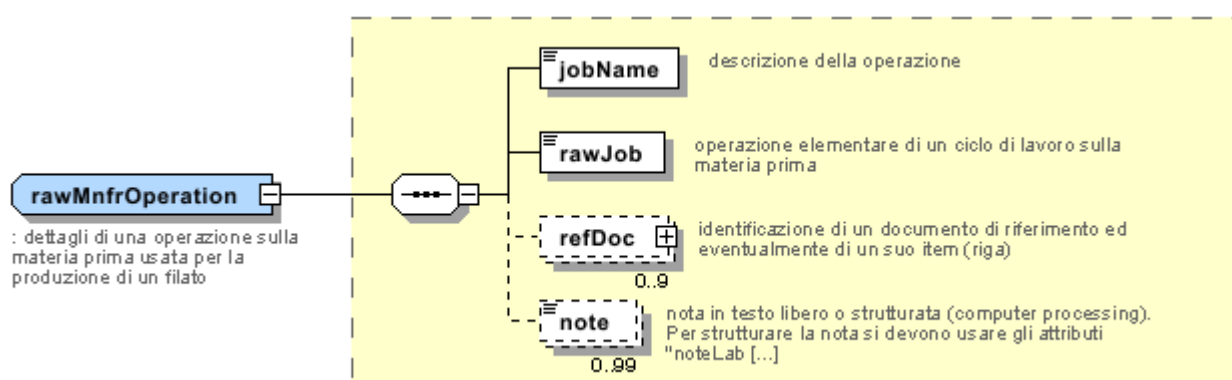 jobName
descrizione della operazione
rawJob
operazione elementare di un ciclo di lavoro sulla
materia prima
rawMnfrOperation
: dettagli di una operazione sulla
materia prima usata per la
produzione di un filato
refDoc
identificazione di un documento di riferimento ed
eventualmente di un suo item (riga)
0..9
note
nota in testo libero o strutturata (computer processing).
Per strutturare la nota si devono usare gli attributi
"noteLab [...]
0..99